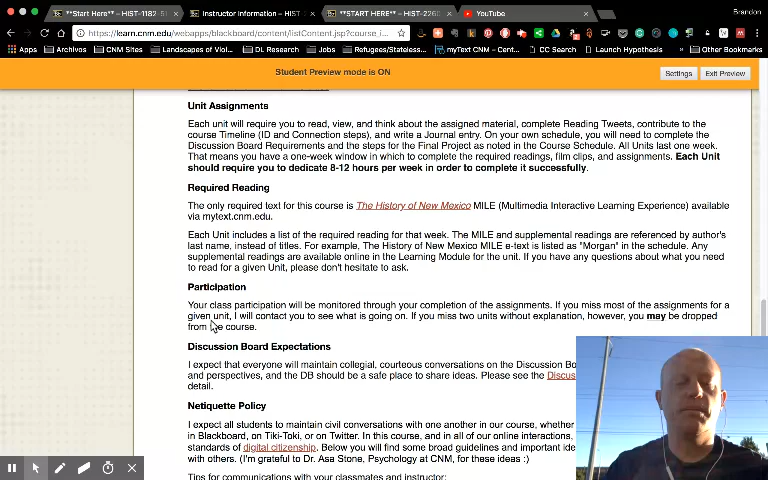 **Start Here** – HIST-1182-5
Instructor Information – HIST-
**START HERE** – HIST-2260
YouTube
Brandon
https://learn.cnm.edu/webapps/blackboard/content/listContent.jsp?course_i
Apps Archivos CNM Sites Landscapes of Viol... DL Research Jobs Refugees/Stateless... myText CNM – Cent... CC Search Launch Hypothesis » Other Bookmarks
Student Preview mode is ON
Settings Exit Preview
Unit Assignments
Each unit will require you to read, view, and think about the assigned material, complete Reading Tweets, contribute to the
course Timeline (ID and Connection steps), and write a Journal entry. On your own schedule, you will need to complete the
Discussion Board Requirements and the steps for the Final Project as noted in the Course Schedule. All Units last one week.
That means you have a one-week window in which to complete the required readings, film clips, and assignments. Each Unit
should require you to dedicate 8-12 hours per week in order to complete it successfully.
Required Reading
The only required text for this course is The History of New Mexico MILE (Multimedia Interactive Learning Experience) available
via mytext.cnm.edu.
Each Unit includes a list of the required reading for that week. The MILE and supplemental readings are referenced by author's
last name, instead of titles. For example, The History of New Mexico MILE e-text is listed as "Morgan" in the schedule. Any
supplemental readings are available online in the Learning Module for the unit. If you have any questions about what you need
to read for a given Unit, please don't hesitate to ask.
Participation
Your class participation will be monitored through your completion of the assignments. If you miss most of the assignments for a
given unit, I will contact you to see what is going on. If you miss two units without explanation, however, you may be dropped
from the course.
Discussion Board Expectations
I expect that everyone will maintain collegial, courteous conversations on the Discussion Bo
and perspectives, and the DB should be a safe place to share ideas. Please see the Discus
detail.
Netiquette Policy
I expect all students to maintain civil conversations with one another in our course, whether
in Blackboard, on Tiki-Toki, or on Twitter. In this course, and in all of our online interactions,
standards of digital citizenship. Below you will find some broad guidelines and important ide
with others. (I'm grateful to Dr. Asa Stone, Psychology at CNM, for these ideas :)
Tips for communications with your classmates and instructor: